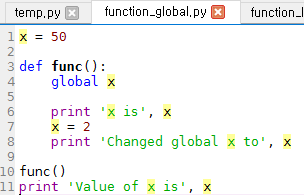 temp.py function_global.py function_l
1 x = 50
2
3 def func():
4     global x
5
6     print 'x is', x
7     x = 2
8     print 'Changed global x to', x
9
10 func()
11 print 'Value of x is', x